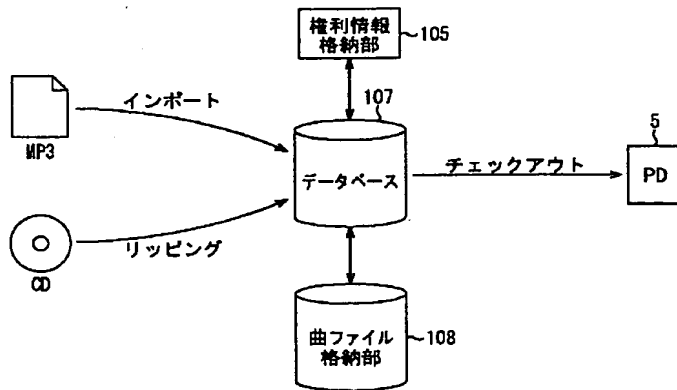 権利情報
格納部
105
107
インポート
MP3
データベース
チェックアウト
5
PD
リッピング
CD
曲ファイル
格納部
108